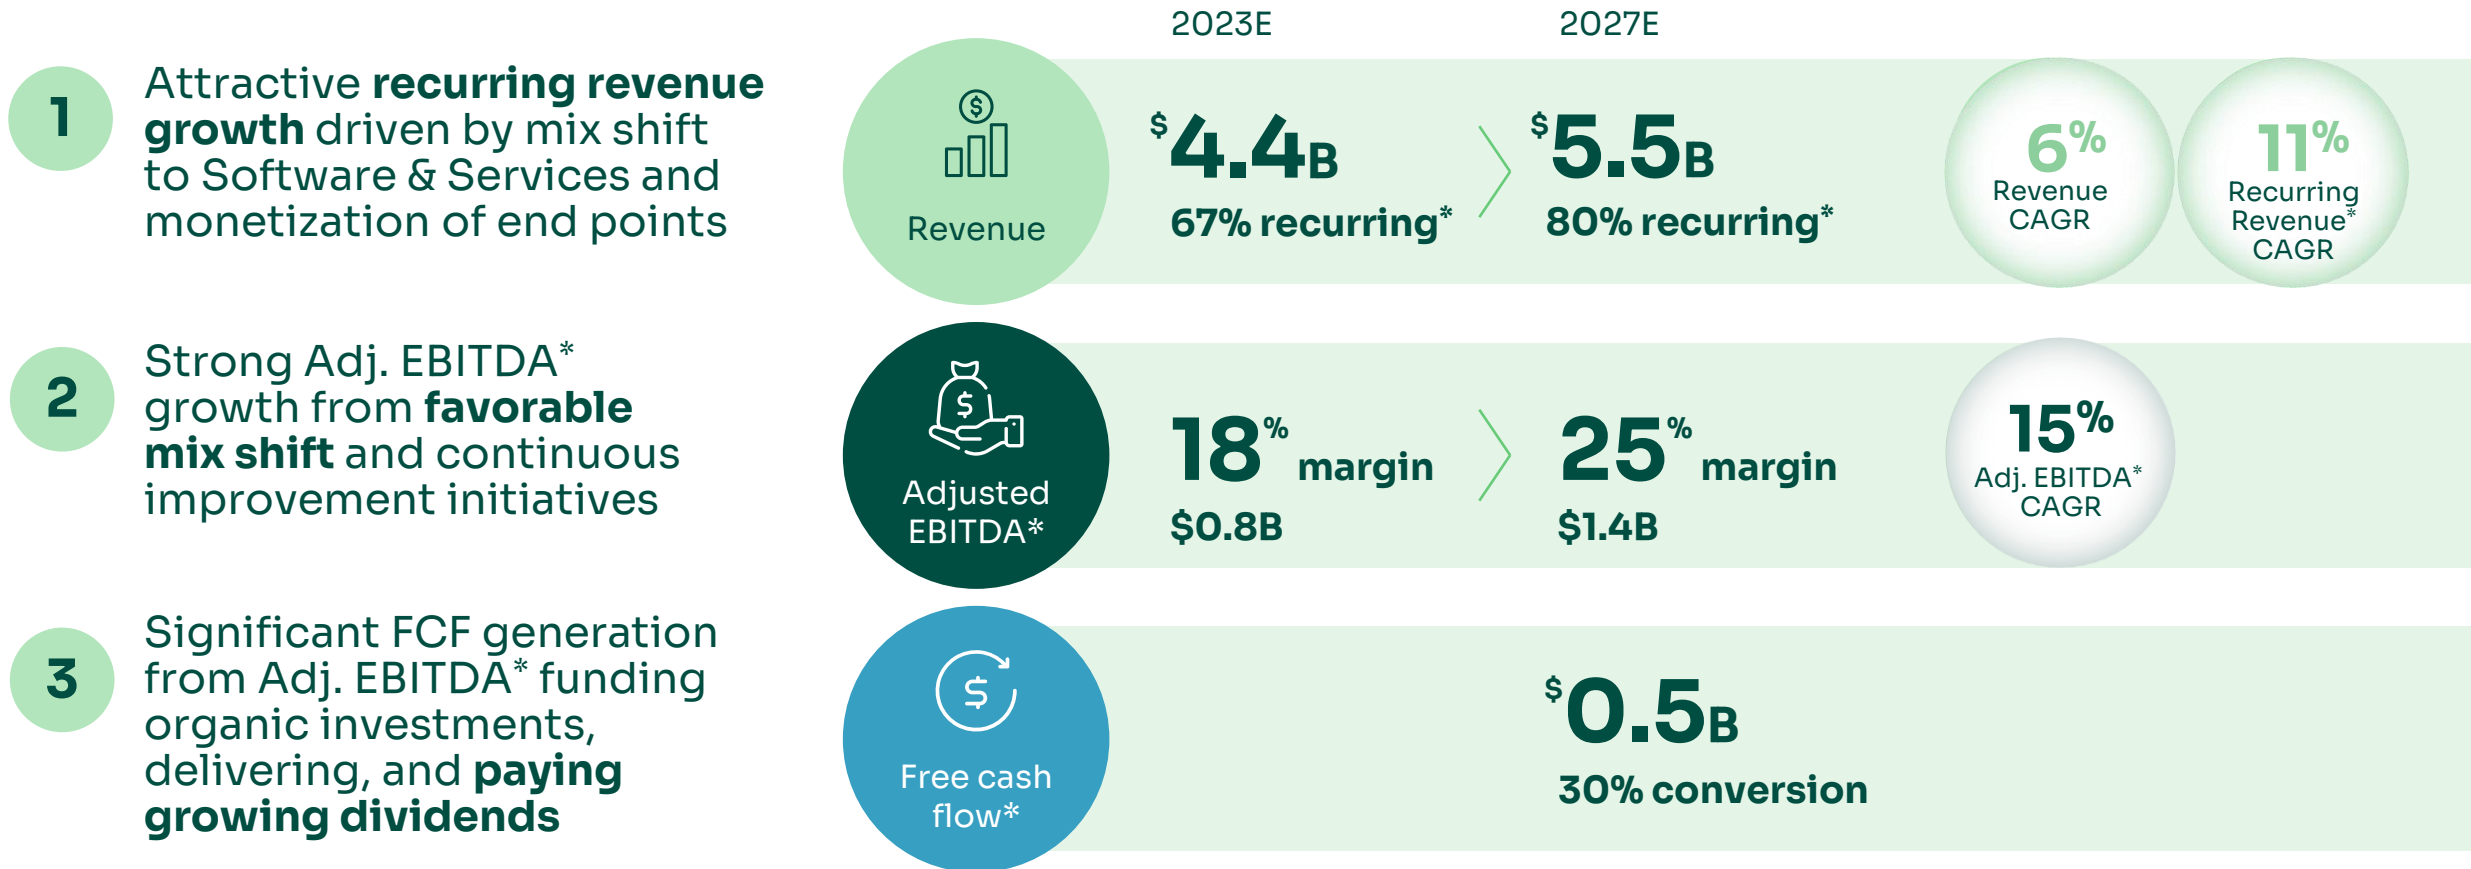 2023E
2027E
1
Attractive recurring revenue
growth driven by mix shift
to Software & Services and
monetization of end points
$
Revenue
$4.4B
67% recurring*
$5.5B
80% recurring*
6%
Revenue
CAGR
11%
Recurring
Revenue*
CAGR
2
Strong Adj. EBITDA*
growth from favorable
mix shift and continuous
improvement initiatives
$
Adjusted
EBITDA*
18% margin
$0.8B
25% margin
$1.4B
15%
Adj. EBITDA*
CAGR
3
Significant FCF generation
from Adj. EBITDA* funding
organic investments,
delivering, and paying
growing dividends
$
Free cash
flow*
$0.5B
30% conversion